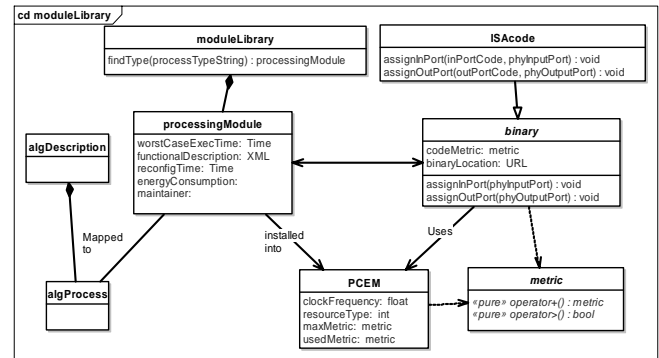 cd moduleLibrary
moduleLibrary
findType(processTypeString) : processingModule
ISAcode
assignInPort(inPortCode, phyInputPort) : void
assignOutPort(outPortCode, phyOutputPort) : void
processingModule
worstCaseExecTime: Time
functionalDescription: XML
reconfigTime: Time
energyConsumption:
maintainer:
binary
codeMetric: metric
binaryLocation: URL
assignInPort(phyInputPort) : void
assignOutPort(phyOutputPort) : void
algDescription
Mapped
to
installed
into
Uses
algProcess
PCEM
clockFrequency: float
resourceType: int
maxMetric: metric
usedMetric: metric
metric
«pure» operator+() : metric
«pure» operator>() : bool